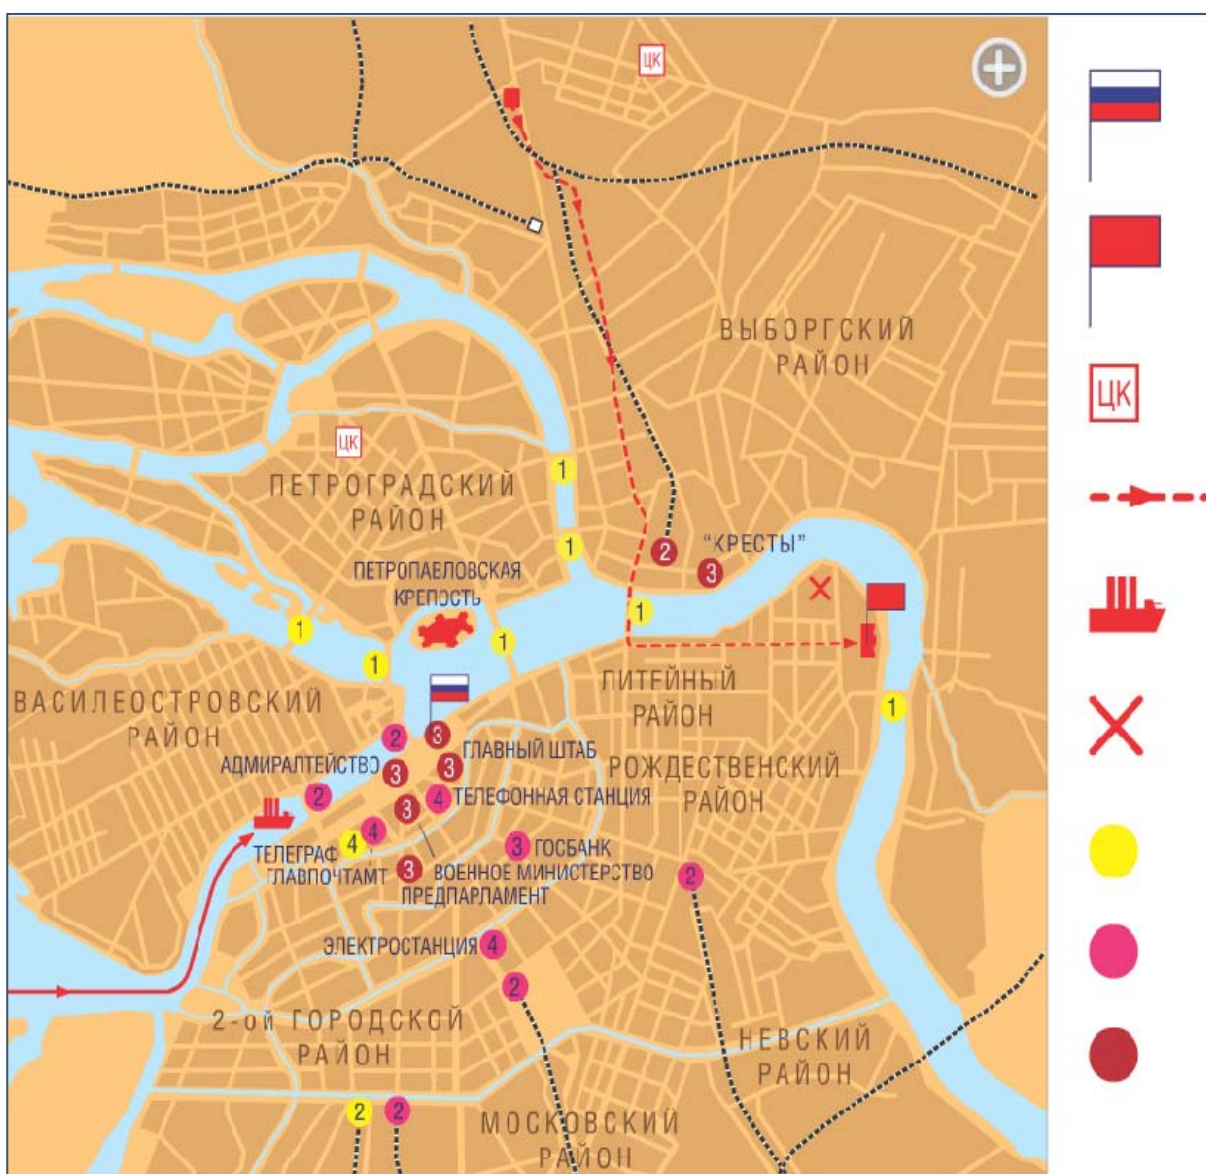 ЦК
ЦК
ВЫБОРГСКИЙ
РАЙОН
ЦК
ПЕТРОГРАДСКИЙ
РАЙОН
1
1
2
"КРЕСТЫ"
3
ПЕТРОПАВЛОВСКАЯ
КРЕПОСТЬ
1
1
1
1
ЛИТЕЙНЫЙ
РАЙОН
1
ВАСИЛЕОСТРОВСКИЙ
РАЙОН
2
3
ГЛАВНЫЙ ШТАБ
3
АДМИРАЛТЕЙСТВО
3
РОЖДЕСТВЕНСКИЙ
РАЙОН
2
4
ТЕЛЕФОННАЯ СТАНЦИЯ
3
4
4
ТЕЛЕГРАФ
ГЛАВПОЧТАМТ
3
ГОСБАНК
3
ВОЕННОЕ МИНИСТЕРСТВО
ПРЕДПАРЛАМЕНТ
2
ЭЛЕКТРОСТАНЦИЯ
4
2
2-ой ГОРОДСКОЙ
РАЙОН
НЕВСКИЙ
РАЙОН
2
2
МОСКОВСКИЙ
РАЙОН